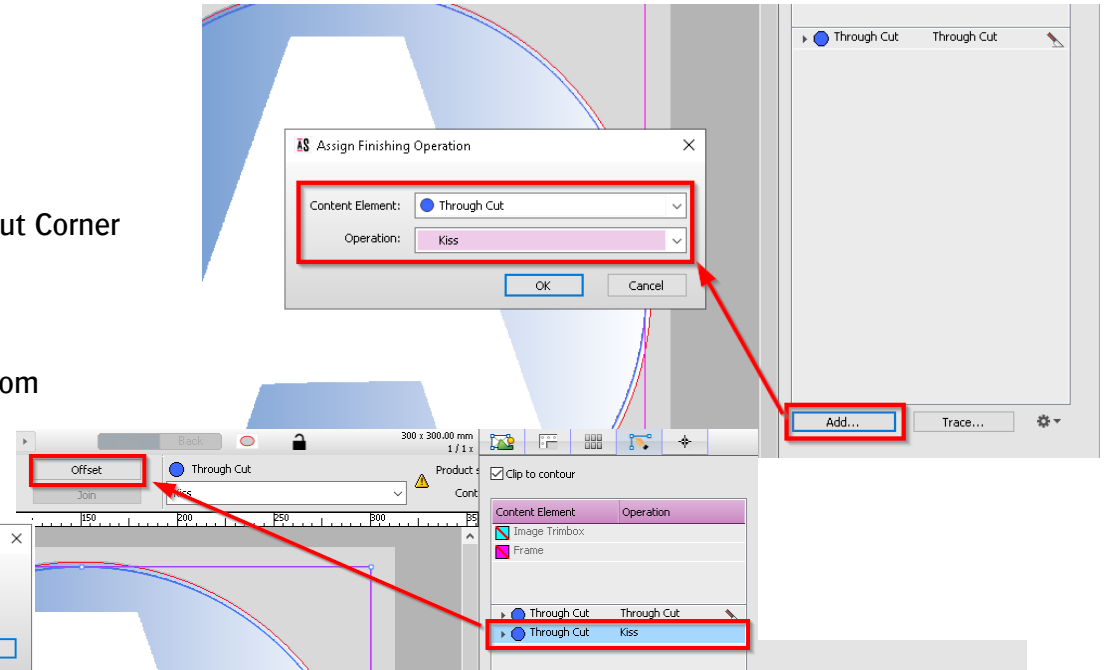 Through Cut Through Cut
AS Assign Finishing Operation
Content Element: Through Cut
Operation: Kiss
OK Cancel
ut Corner
om
Add... Trace...
Back
300 x 300.00 mm
1 / 1 x
Offset
Through Cut
Product s
Join
Cont
150 200 250 300
Clip to contour
Content Element Operation
Image Trimbox
Frame
Through Cut Through Cut
Through Cut Kiss